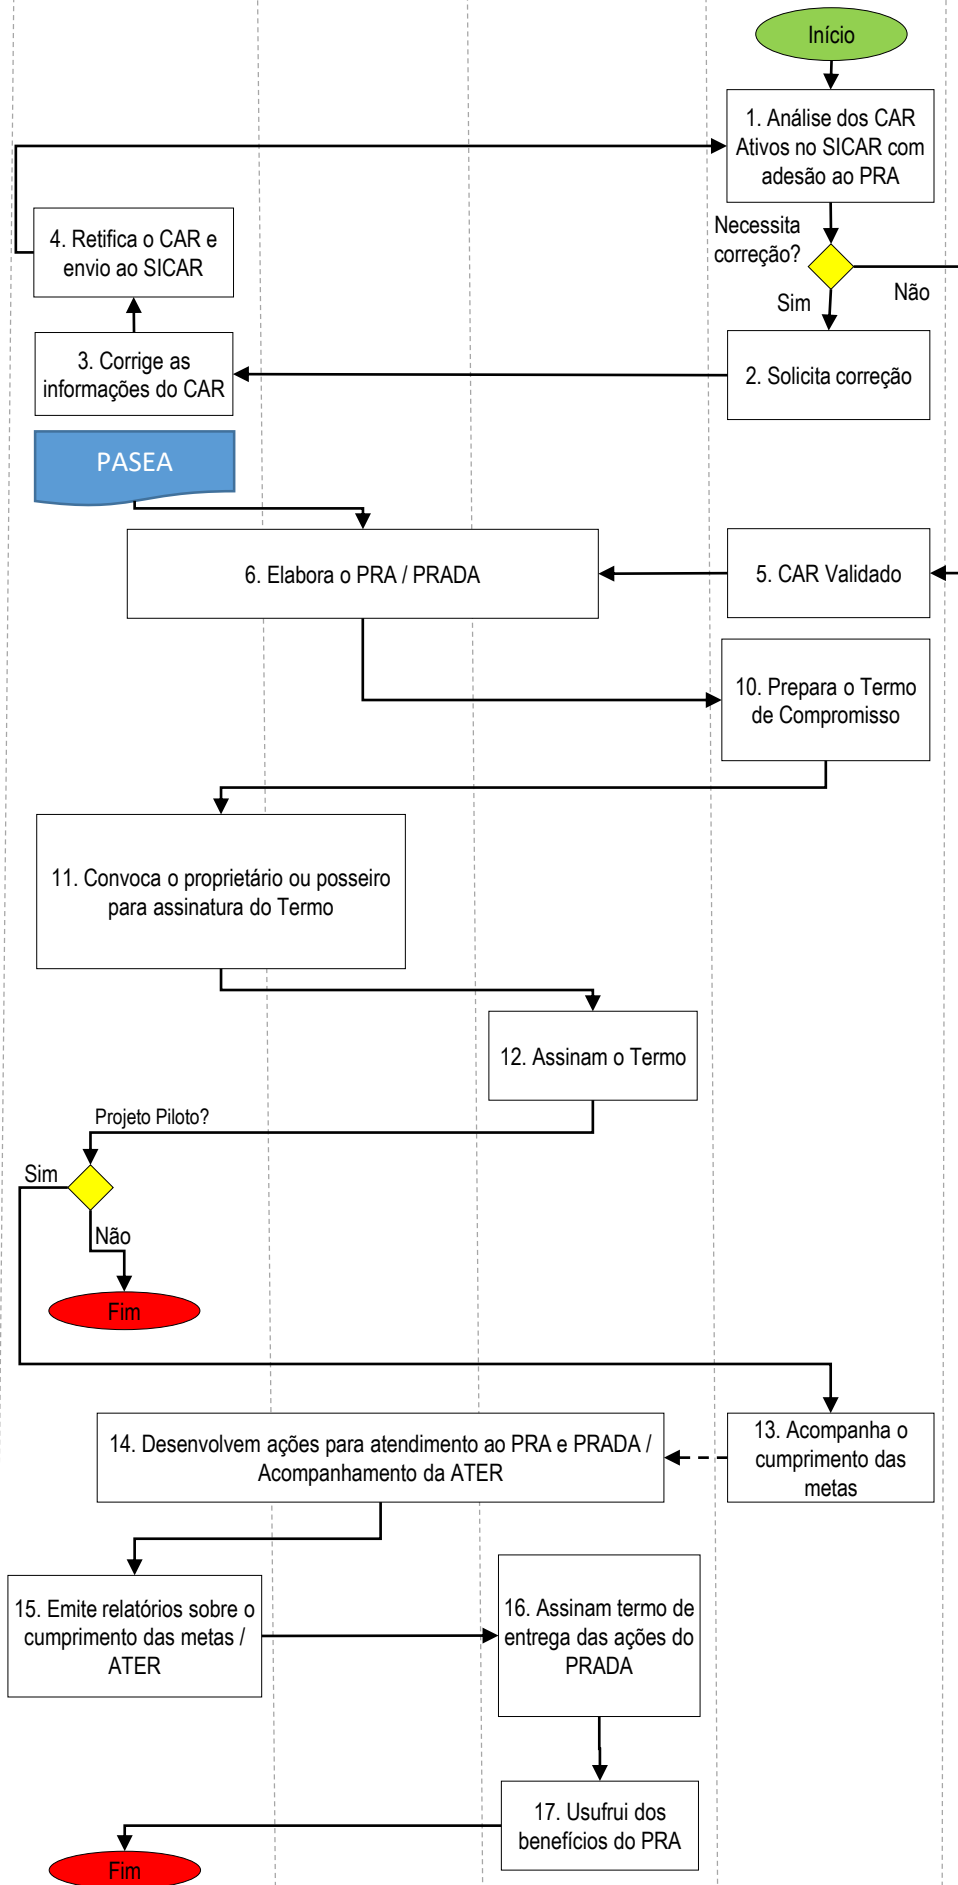 Início
1. Análise dos CAR
Ativos no SICAR com
adesão ao PRA
Necessita
correção?
Não
Sim
4. Retifica o CAR e
envio ao SICAR
3. Corrige as
informações do CAR
2. Solicita correção
PASEA
6. Elabora o PRA / PRADA
5. CAR Validado
10. Prepara o Termo
de Compromisso
11. Convoca o proprietário ou posseiro
para assinatura do Termo
12. Assinam o Termo
Projeto Piloto?
Sim
Não
Fim
14. Desenvolvem ações para atendimento ao PRA e PRADA /
Acompanhamento da ATER
13. Acompanha o
cumprimento das
metas
15. Emite relatórios sobre o
cumprimento das metas /
ATER
16. Assinam termo de
entrega das ações do
PRADA
17. Usufrui dos
benefícios do PRA
Fim